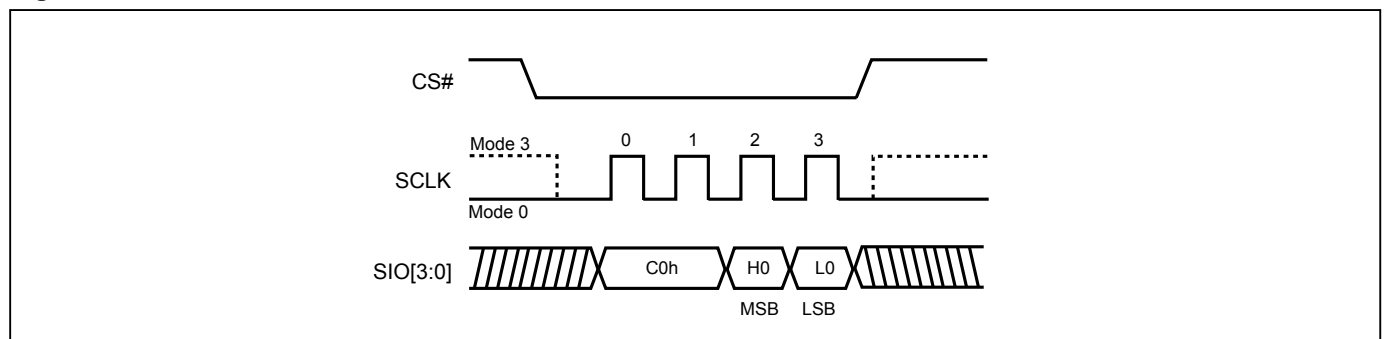 CS#
Mode 3
0 1 2 3
SCLK
Mode 0
SIO[3:0]
C0h H0 L0
MSB LSB